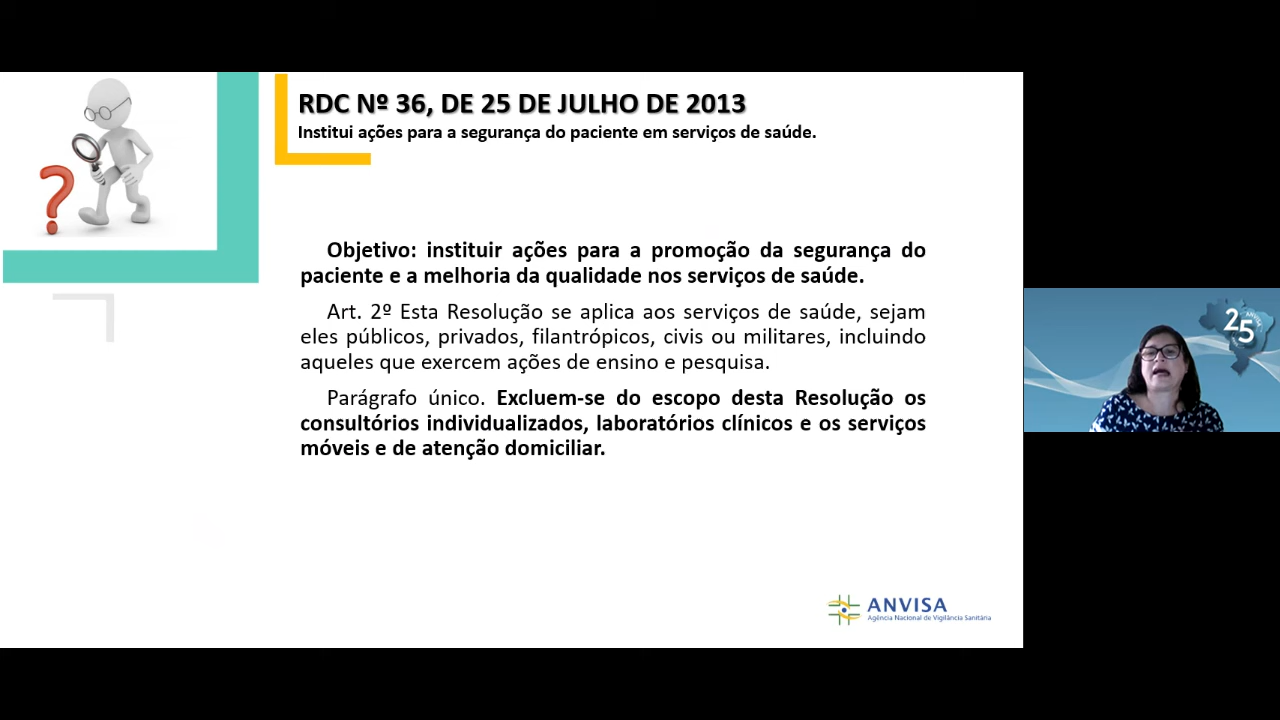 RDC Nº 36, DE 25 DE JULHO DE 2013
Institui ações para a segurança do paciente em serviços de saúde.
Objetivo: instituir ações para a promoção da segurança do
paciente e a melhoria da qualidade nos serviços de saúde.
Art. 2º Esta Resolução se aplica aos serviços de saúde, sejam
eles públicos, privados, filantrópicos, civis ou militares, incluindo
aqueles que exercem ações de ensino e pesquisa.
Parágrafo único. Excluem-se do escopo desta Resolução os
consultórios individualizados, laboratórios clínicos e os serviços
móveis e de atenção domiciliar.
25
ANVISA
Agência Nacional de Vigilância Sanitária